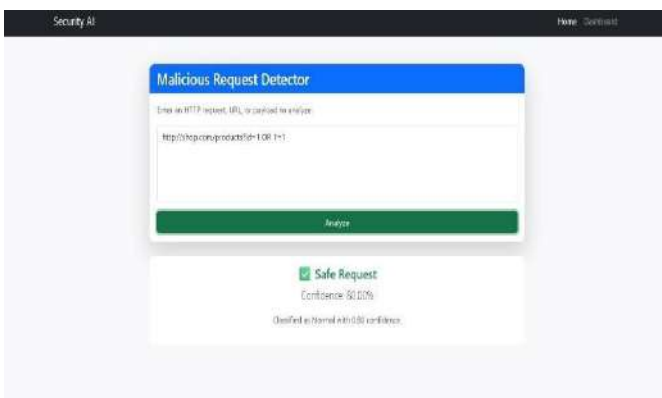 Security AI
Home Dashboard
Malicious Request Detector
Enter an HTTP request, URL, or payload to analyze:
http://shop.com/products?id=1 OR 1=1
Analyze
✅ Safe Request
Confidence: 80.00%
Classified as Normal with 0.80 confidence.